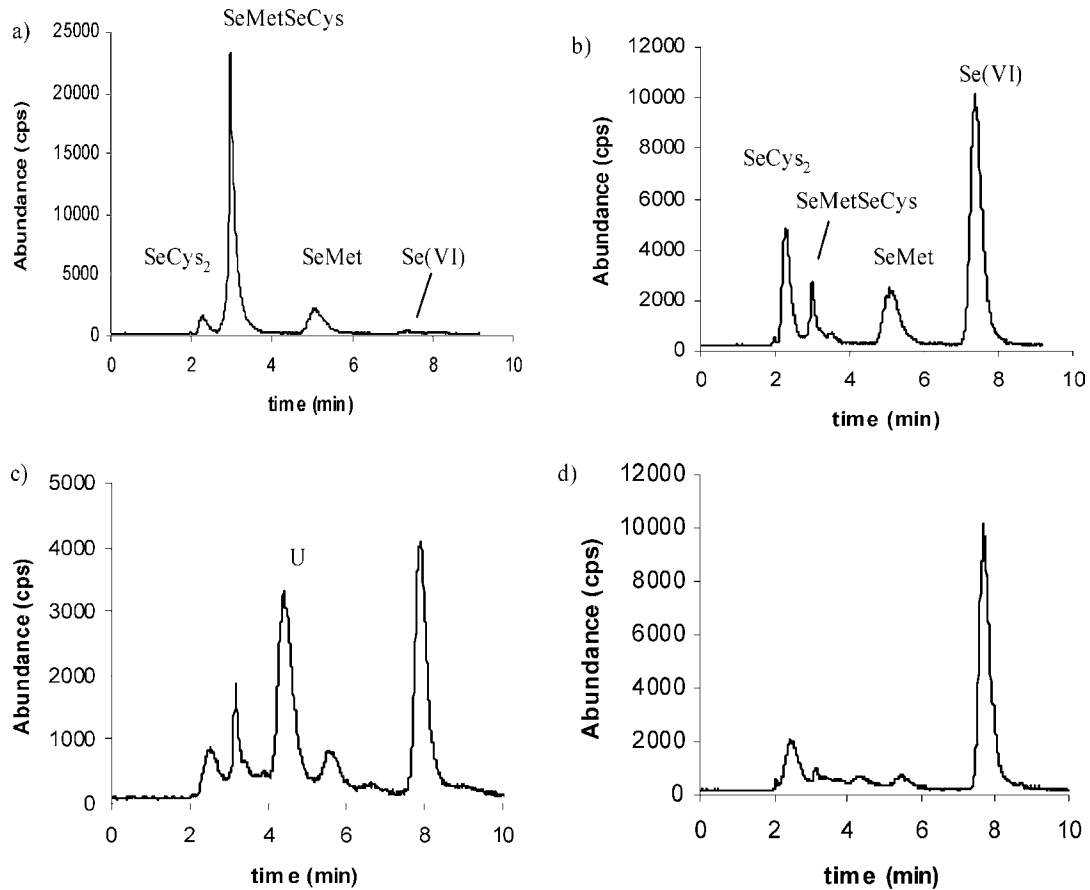 a)
SeMetSeCys
25000
20000
15000
10000
5000
0
Abundance (cps)
SeCys2
SeMet
Se(VI)
0 2 4 6 8 10
time (min)
b)
12000
10000
8000
6000
4000
2000
0
Abundance (cps)
SeCys2
SeMetSeCys
SeMet
Se(VI)
0 2 4 6 8 10
time (min)
c)
5000
4000
3000
2000
1000
0
Abundance (cps)
U
0 2 4 6 8 10
time (min)
d)
12000
10000
8000
6000
4000
2000
0
Abundance (cps)
0 2 4 6 8 10
time (min)